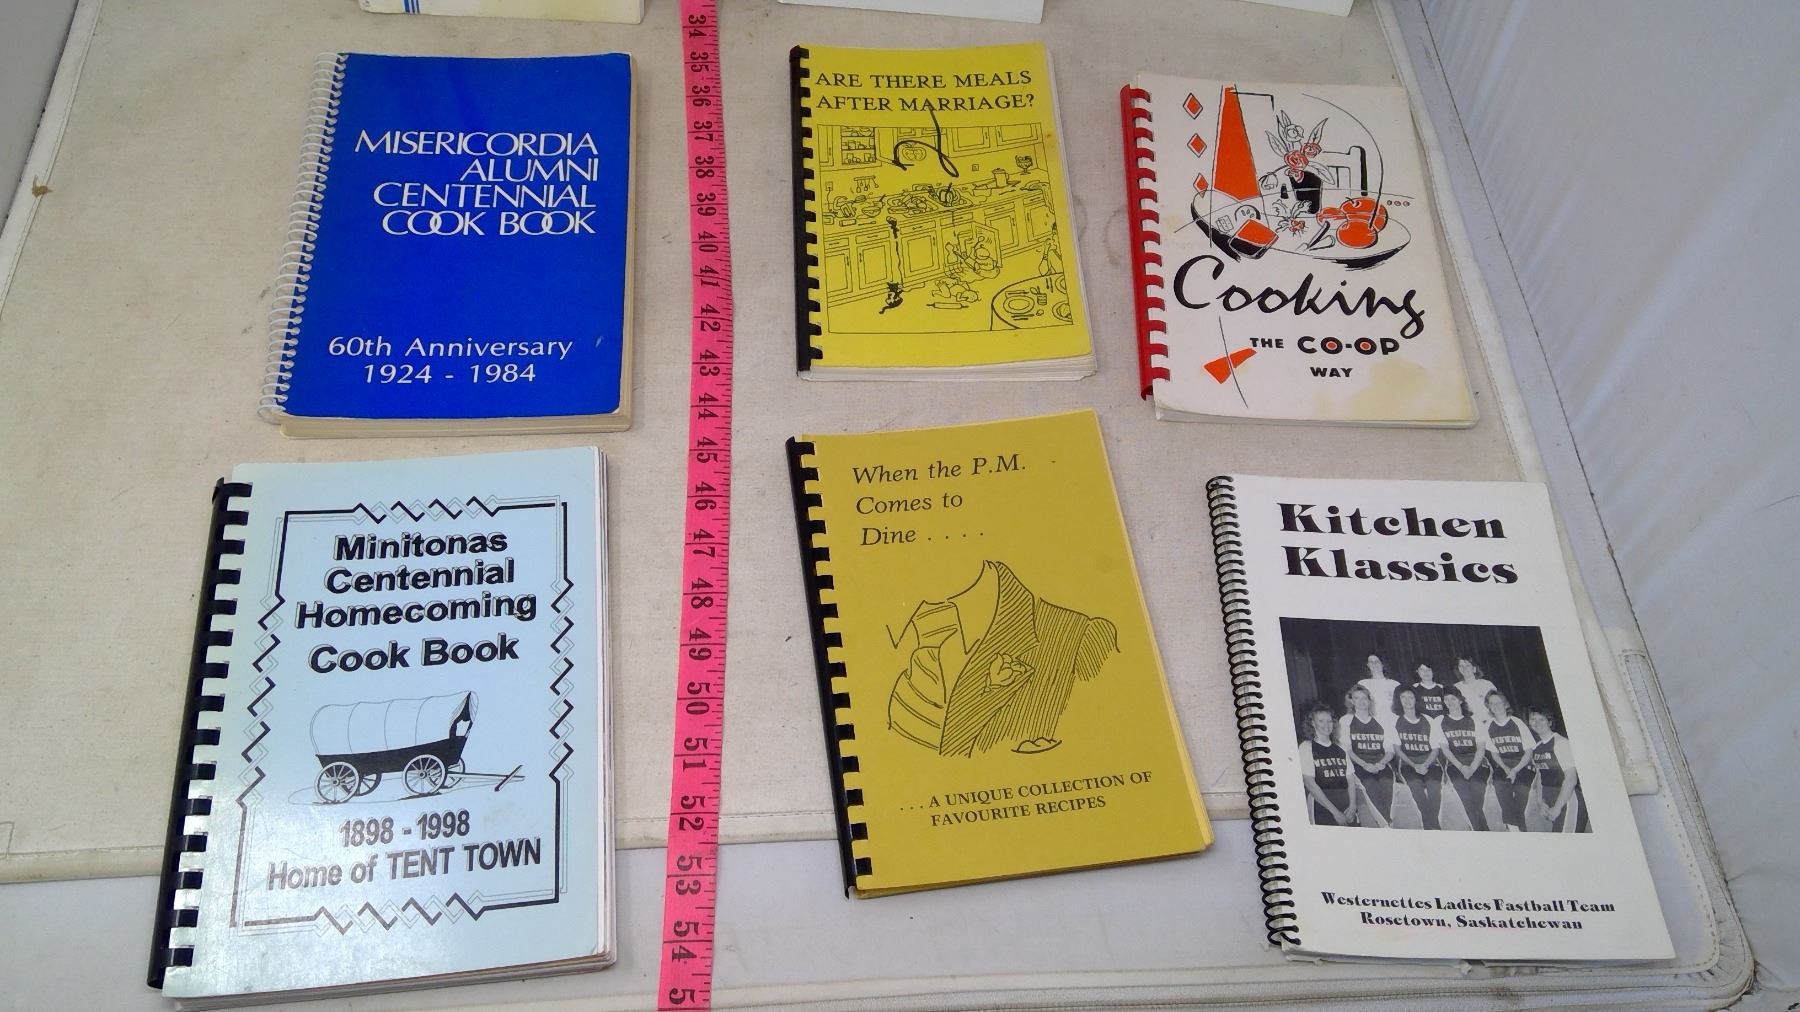 MISERICORDIA
ALUMNI
CENTENNIAL
COOK BOOK
60th Anniversary
1924 - 1984
ARE THERE MEALS
AFTER MARRIAGE?
Cooking
THE CO-OP
WAY
Minitonas
Centennial
Homecoming
Cook Book
1898 - 1998
Home of TENT TOWN
When the P.M.
Comes to
Dine . . . .
. . . A UNIQUE COLLECTION OF
FAVOURITE RECIPES
Kitchen
Klassics
WESTERN
SALES
Westernettes Ladies Fastball Team
Rosetown, Saskatchewan
34
35
36
37
38
39
40
41
42
43
44
45
46
47
48
49
50
51
52
53
54